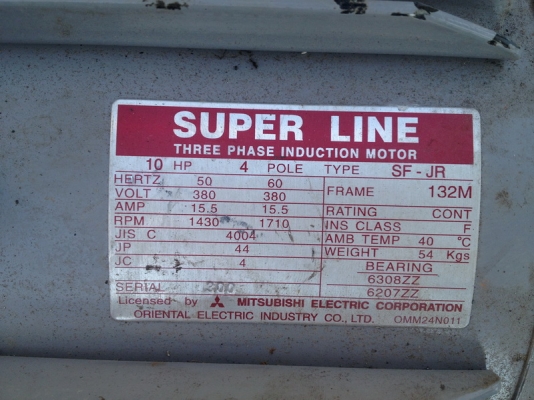 SUPER LINE
THREE PHASE INDUCTION MOTOR
10 HP 4 POLE TYPE SF-JR
HERTZ 50 60
VOLT 380 380
AMP 15.5 15.5
RPM 1430 1710
JIS C 4004
JP 44
JC 4
SERIAL
FRAME 132M
RATING CONT
INS CLASS F
AMB TEMP 40 °C
WEIGHT 54 Kgs
BEARING
6308ZZ
6207ZZ
Licensed by MITSUBISHI ELECTRIC CORPORATION
ORIENTAL ELECTRIC INDUSTRY CO., LTD. OMM24N011